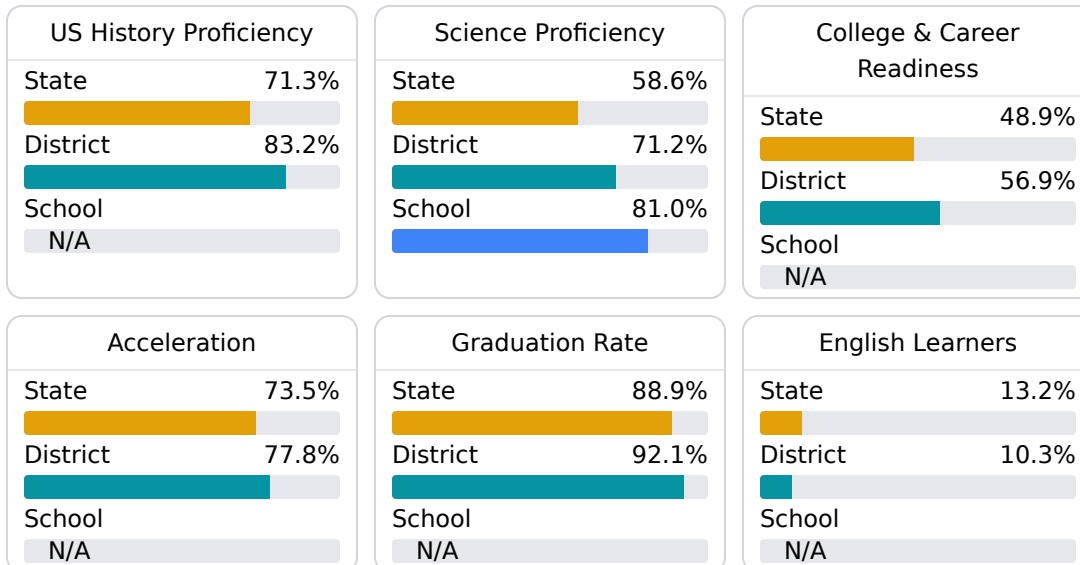 US History Proficiency
State 71.3%
District 83.2%
School
N/A
Science Proficiency
State 58.6%
District 71.2%
School 81.0%
College & Career
Readiness
State 48.9%
District 56.9%
School
N/A
Acceleration
State 73.5%
District 77.8%
School
N/A
Graduation Rate
State 88.9%
District 92.1%
School
N/A
English Learners
State 13.2%
District 10.3%
School
N/A